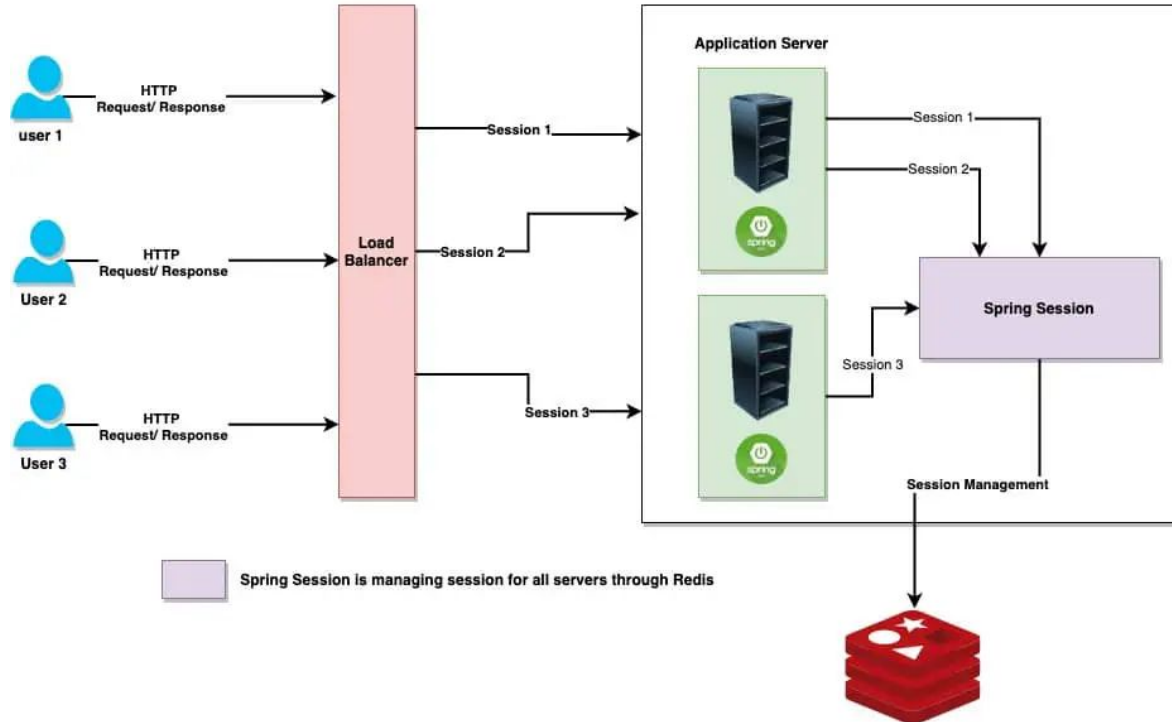 Application Server
HTTP
Request/ Response
user 1
Session 1
Session 1
Session 2
spring
HTTP
Request/ Response
User 2
Load
Balancer
Session 2
Spring Session
Session 3
HTTP
Request/ Response
User 3
Session 3
spring
Session Management
Spring Session is managing session for all servers through Redis